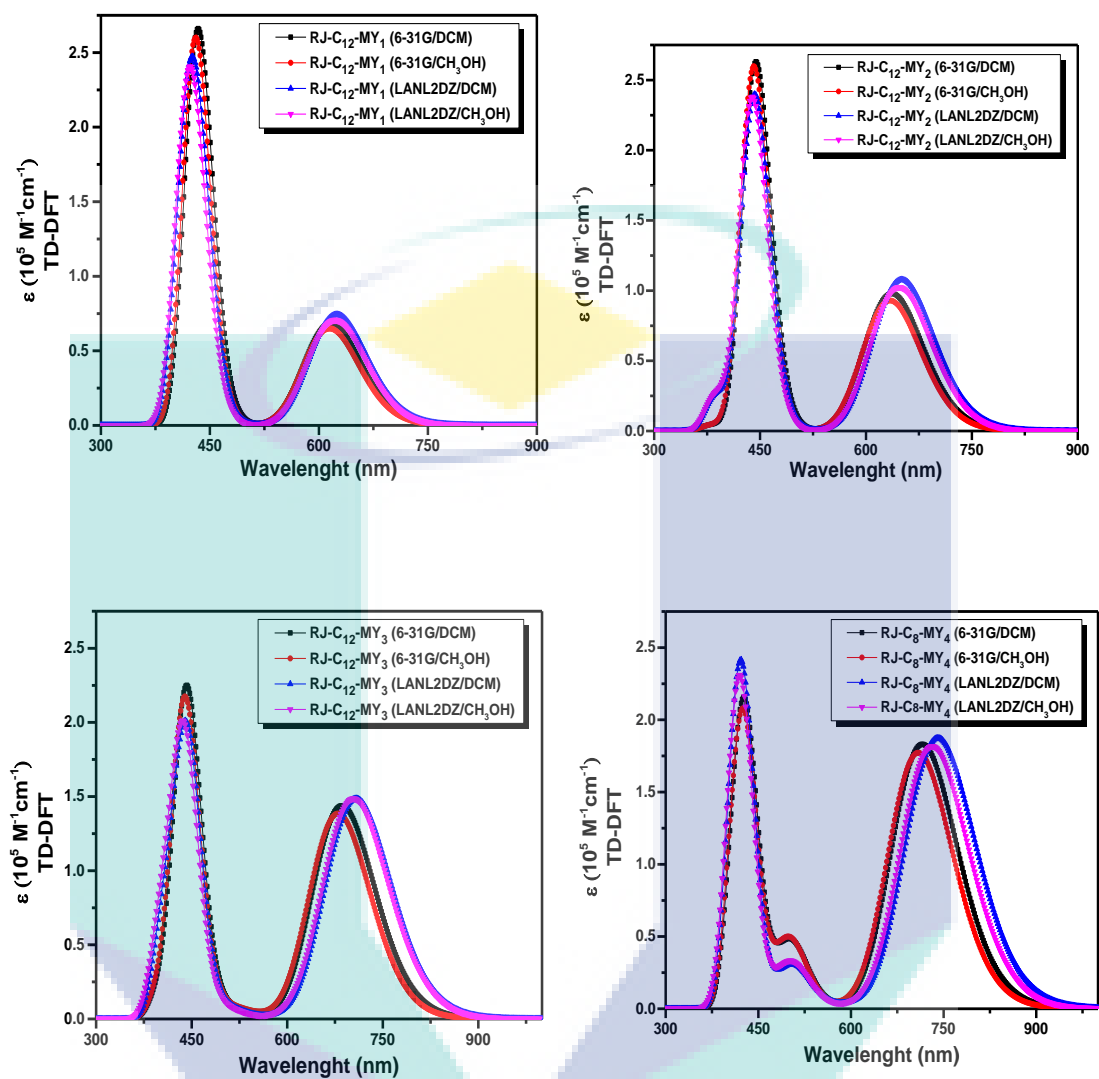 2.5
2.0
1.5
1.0
0.5
0.0
ε (10⁵ M⁻¹cm⁻¹)
TD-DFT
RJ-C₁₂-MY₁ (6-31G/DCM)
RJ-C₁₂-MY₁ (6-31G/CH₃OH)
RJ-C₁₂-MY₁ (LANL2DZ/DCM)
RJ-C₁₂-MY₁ (LANL2DZ/CH₃OH)
300 450 600 750 900
Wavelenght (nm)
2.5
2.0
1.5
1.0
0.5
0.0
ε (10⁵ M⁻¹cm⁻¹)
TD-DFT
RJ-C₁₂-MY₂ (6-31G/DCM)
RJ-C₁₂-MY₂ (6-31G/CH₃OH)
RJ-C₁₂-MY₂ (LANL2DZ/DCM)
RJ-C₁₂-MY₂ (LANL2DZ/CH₃OH)
300 450 600 750 900
Wavelenght (nm)
2.5
2.0
1.5
1.0
0.5
0.0
ε (10⁵ M⁻¹cm⁻¹)
TD-DFT
RJ-C₁₂-MY₃ (6-31G/DCM)
RJ-C₁₂-MY₃ (6-31G/CH₃OH)
RJ-C₁₂-MY₃ (LANL2DZ/DCM)
RJ-C₁₂-MY₃ (LANL2DZ/CH₃OH)
300 450 600 750 900
Wavelenght (nm)
2.5
2.0
1.5
1.0
0.5
0.0
ε (10⁵ M⁻¹cm⁻¹)
TD-DFT
RJ-C₈-MY₄ (6-31G/DCM)
RJ-C₈-MY₄ (6-31G/CH₃OH)
RJ-C₈-MY₄ (LANL2DZ/DCM)
RJ-C8-MY₄ (LANL2DZ/CH₃OH)
300 450 600 750 900
Wavelenght (nm)